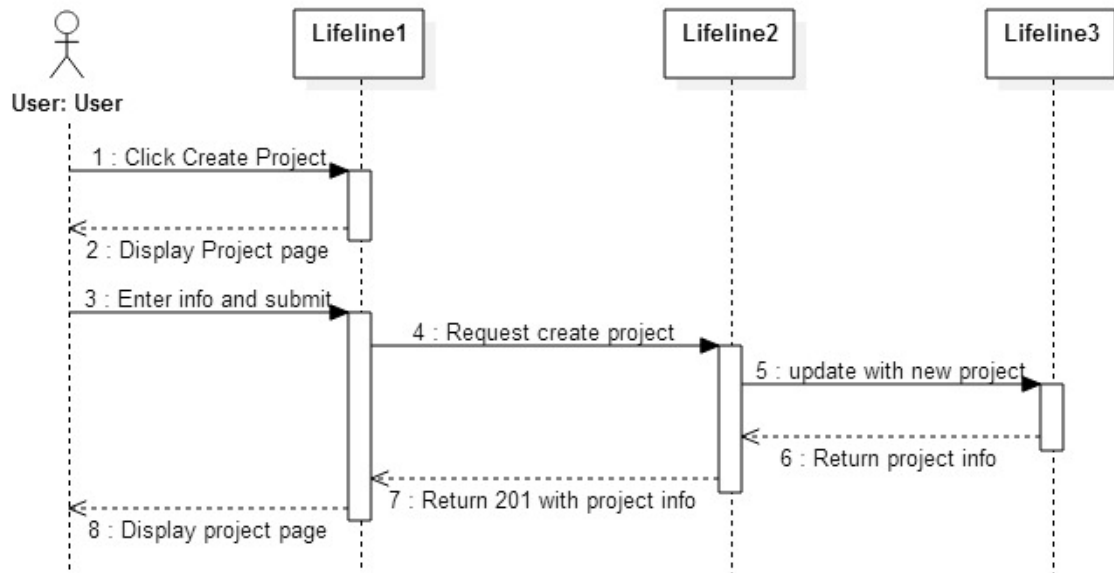 Lifeline1
Lifeline2
Lifeline3
User: User
1 : Click Create Project
2 : Display Project page
3 : Enter info and submit
4 : Request create project
5 : update with new project
6 : Return project info
7 : Return 201 with project info
8 : Display project page